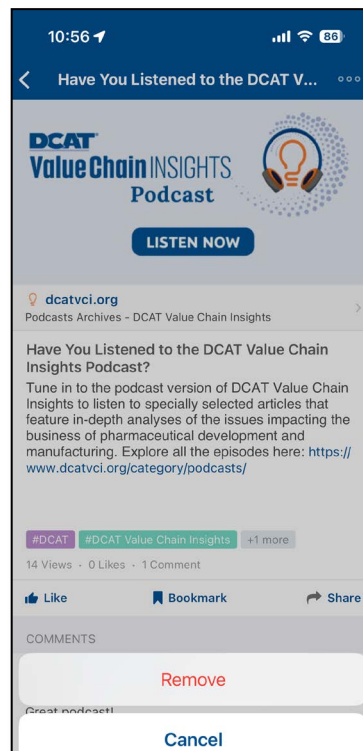 10:56
86
Have You Listened to the DCAT V...
DCAT
Value Chain INSIGHTS
Podcast
LISTEN NOW
dcatvci.org
Podcasts Archives - DCAT Value Chain Insights
Have You Listened to the DCAT Value Chain
Insights Podcast?
Tune in to the podcast version of DCAT Value Chain
Insights to listen to specially selected articles that
feature in-depth analyses of the issues impacting the
business of pharmaceutical development and
manufacturing. Explore all the episodes here: https://
www.dcatvci.org/category/podcasts/
#DCAT #DCAT Value Chain Insights +1 more
14 Views · 0 Likes · 1 Comment
Like Bookmark Share
COMMENTS
Remove
Great podcast!
Cancel